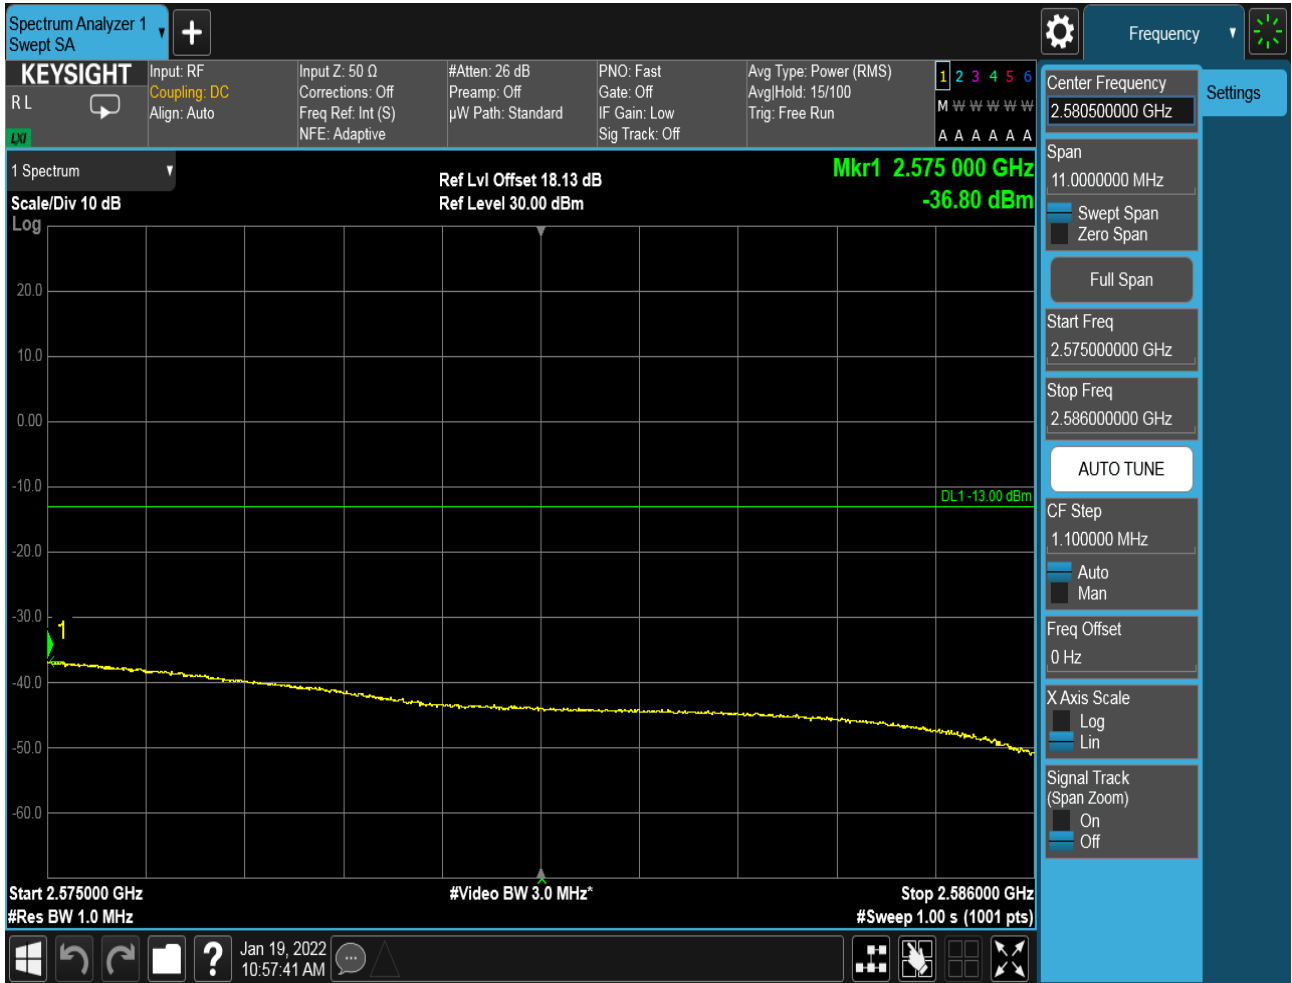 Spectrum Analyzer 1
Swept SA
Frequency
KEYSIGHT
R L
LXI
Input: RF
Coupling: DC
Align: Auto
Input Z: 50 Ω
Corrections: Off
Freq Ref: Int (S)
NFE: Adaptive
#Atten: 26 dB
Preamp: Off
µW Path: Standard
PNO: Fast
Gate: Off
IF Gain: Low
Sig Track: Off
Avg Type: Power (RMS)
Avg|Hold: 15/100
Trig: Free Run
1 2 3 4 5 6
M W W W W W
A A A A A A
1 Spectrum
Scale/Div 10 dB
Log
Ref Lvl Offset 18.13 dB
Ref Level 30.00 dBm
Mkr1 2.575 000 GHz
-36.80 dBm
20.0
10.0
0.00
-10.0
DL1 -13.00 dBm
-20.0
-30.0
1
-40.0
-50.0
-60.0
Start 2.575000 GHz
#Video BW 3.0 MHz*
Stop 2.586000 GHz
#Res BW 1.0 MHz
#Sweep 1.00 s (1001 pts)
?
Jan 19, 2022
10:57:41 AM
Center Frequency
2.580500000 GHz
Settings
Span
11.0000000 MHz
Swept Span
Zero Span
Full Span
Start Freq
2.575000000 GHz
Stop Freq
2.586000000 GHz
AUTO TUNE
CF Step
1.100000 MHz
Auto
Man
Freq Offset
0 Hz
X Axis Scale
Log
Lin
Signal Track
(Span Zoom)
On
Off